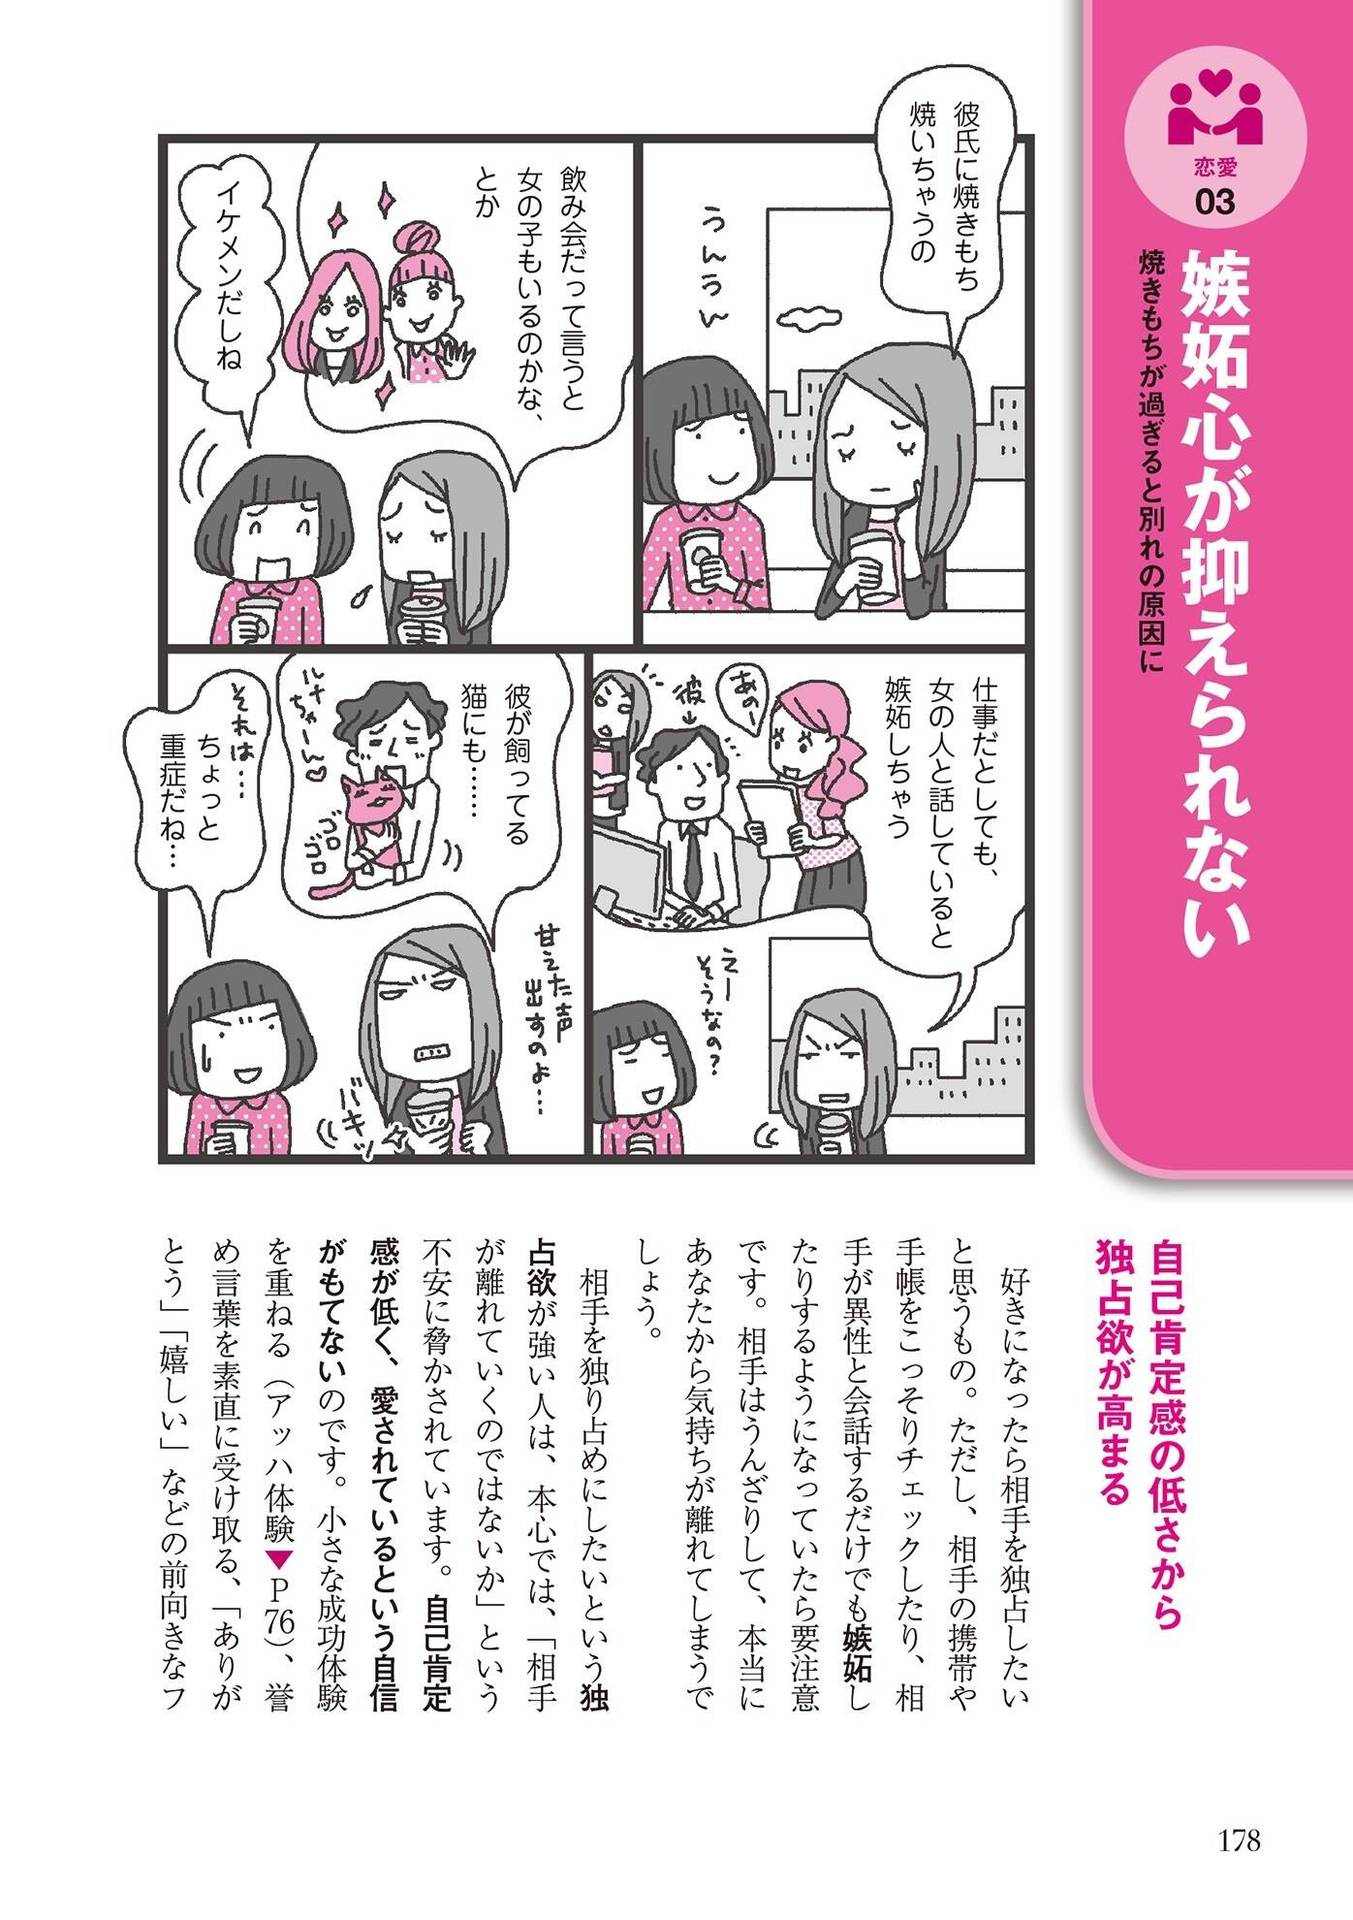 恋愛
03
嫉妬心が抑えられない
焼きもちが過ぎると別れの原因に
彼氏に焼きもち
焼いちゃうの
うんうん
飲み会だって言うと
女の子もいるのかな、
とか
イケメンだしね
仕事だとしても、
女の人と話していると
嫉妬しちゃう
あのー
彼
えー
そうなの?
彼が飼ってる
猫にも……
ルナ
ちゃーん♡
ゴロ
ゴロ
甘えた声
出すのよ…
バキッ
それは…
ちょっと
重症だね…
自己肯定感の低さから
独占欲が高まる
好きになったら相手を独占したい
と思うもの。ただし、相手の携帯や
手帳をこっそりチェックしたり、相
手が異性と会話するだけでも嫉妬し
たりするようになっていたら要注意
です。相手はうんざりして、本当に
あなたから気持ちが離れてしまうで
しょう。
相手を独り占めにしたいという独
占欲が強い人は、本心では、「相手
が離れていくのではないか」という
不安に脅かされています。自己肯定
感が低く、愛されているという自信
がもてないのです。小さな成功体験
を重ねる（アッハ体験▼P76）、誉
め言葉を素直に受け取る、「ありが
とう」「嬉しい」などの前向きなフ
178